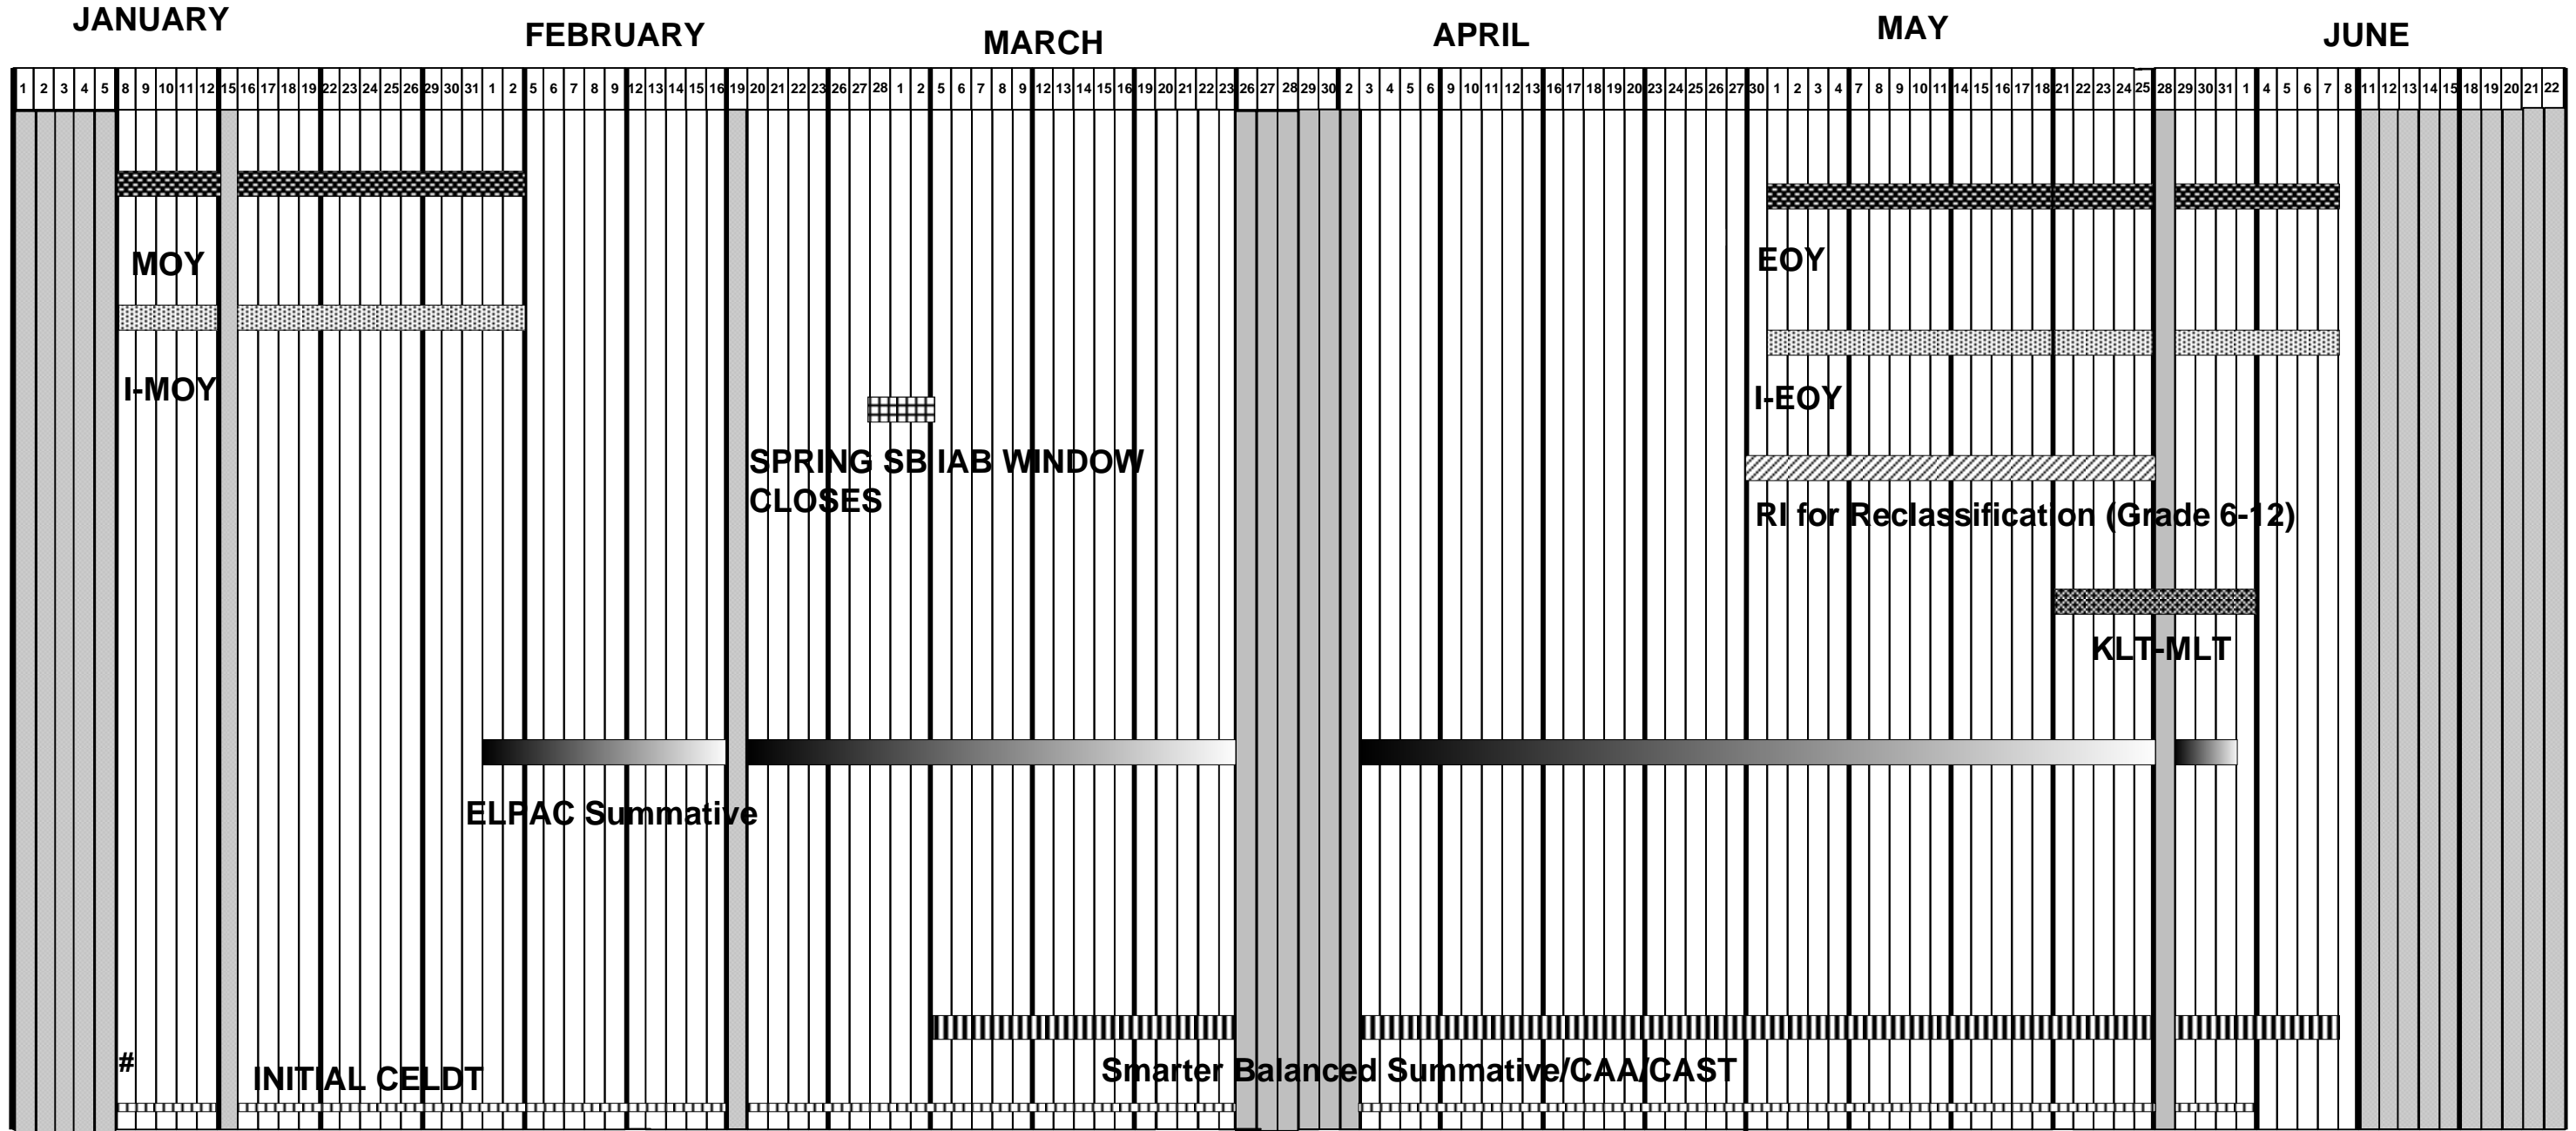 JANUARY FEBRUARY MARCH APRIL MAY JUNE
1 2 3 4 5 8 9 10 11 12 15 16 17 18 19 22 23 24 25 26 29 30 31 1 2 5 6 7 8 9 12 13 14 15 16 19 20 21 22 23 26 27 28 1 2 5 6 7 8 9 12 13 14 15 16 19 20 21 22 23 26 27 28 29 30 2 3 4 5 6 9 10 11 12 13 16 17 18 19 20 23 24 25 26 27 30 1 2 3 4 7 8 9 10 11 14 15 16 17 18 21 22 23 24 25 28 29 30 31 1 4 5 6 7 8 11 12 13 14 15 18 19 20 21 22
MOY
EOY
I-MOY
I-EOY
SPRING SB IAB WINDOW
CLOSES
RI for Reclassification (Grade 6-12)
KLT-MLT
ELPAC Summative
#
INITIAL CELDT
Smarter Balanced Summative/CAA/CAST